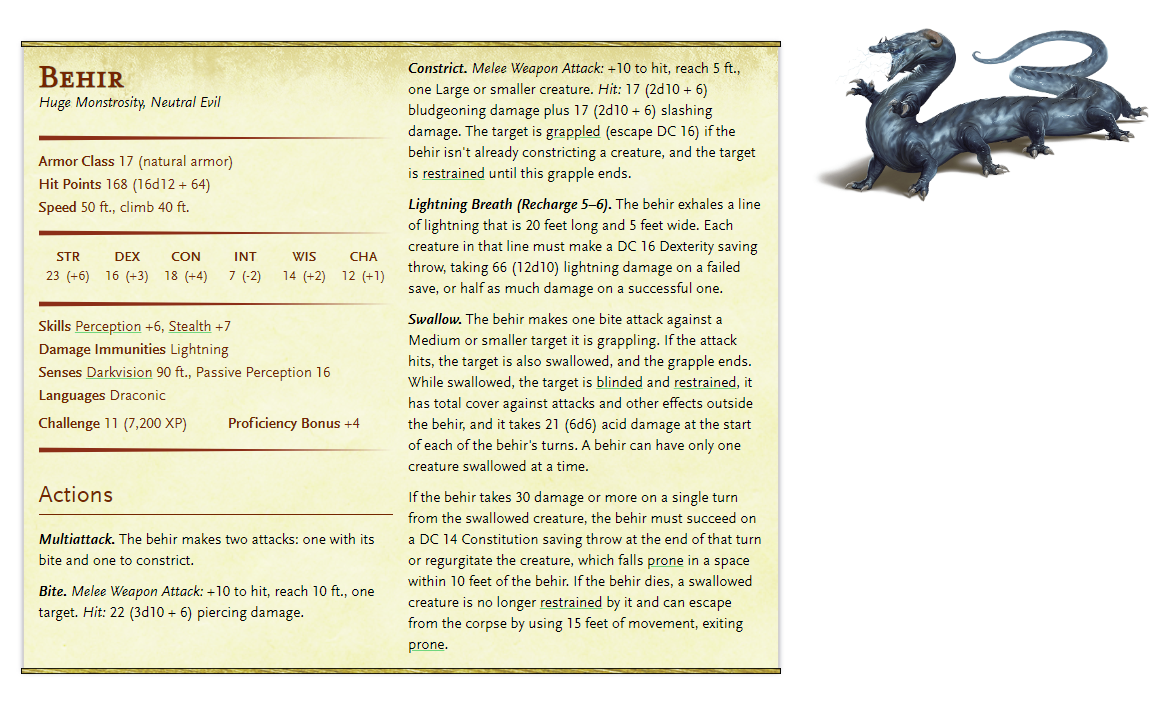 Behir
Huge Monstrosity, Neutral Evil
Armor Class 17 (natural armor)
Hit Points 168 (16d12 + 64)
Speed 50 ft., climb 40 ft.
STR DEX CON INT WIS CHA
23 (+6) 16 (+3) 18 (+4) 7 (-2) 14 (+2) 12 (+1)
Skills Perception +6, Stealth +7
Damage Immunities Lightning
Senses Darkvision 90 ft., Passive Perception 16
Languages Draconic
Challenge 11 (7,200 XP) Proficiency Bonus +4
Actions
Multiattack. The behir makes two attacks: one with its
bite and one to constrict.
Bite. Melee Weapon Attack: +10 to hit, reach 10 ft., one
target. Hit: 22 (3d10 + 6) piercing damage.
Constrict. Melee Weapon Attack: +10 to hit, reach 5 ft.,
one Large or smaller creature. Hit: 17 (2d10 + 6)
bludgeoning damage plus 17 (2d10 + 6) slashing
damage. The target is grappled (escape DC 16) if the
behir isn't already constricting a creature, and the target
is restrained until this grapple ends.
Lightning Breath (Recharge 5–6). The behir exhales a line
of lightning that is 20 feet long and 5 feet wide. Each
creature in that line must make a DC 16 Dexterity saving
throw, taking 66 (12d10) lightning damage on a failed
save, or half as much damage on a successful one.
Swallow. The behir makes one bite attack against a
Medium or smaller target it is grappling. If the attack
hits, the target is also swallowed, and the grapple ends.
While swallowed, the target is blinded and restrained, it
has total cover against attacks and other effects outside
the behir, and it takes 21 (6d6) acid damage at the start
of each of the behir's turns. A behir can have only one
creature swallowed at a time.
If the behir takes 30 damage or more on a single turn
from the swallowed creature, the behir must succeed on
a DC 14 Constitution saving throw at the end of that turn
or regurgitate the creature, which falls prone in a space
within 10 feet of the behir. If the behir dies, a swallowed
creature is no longer restrained by it and can escape
from the corpse by using 15 feet of movement, exiting
prone.